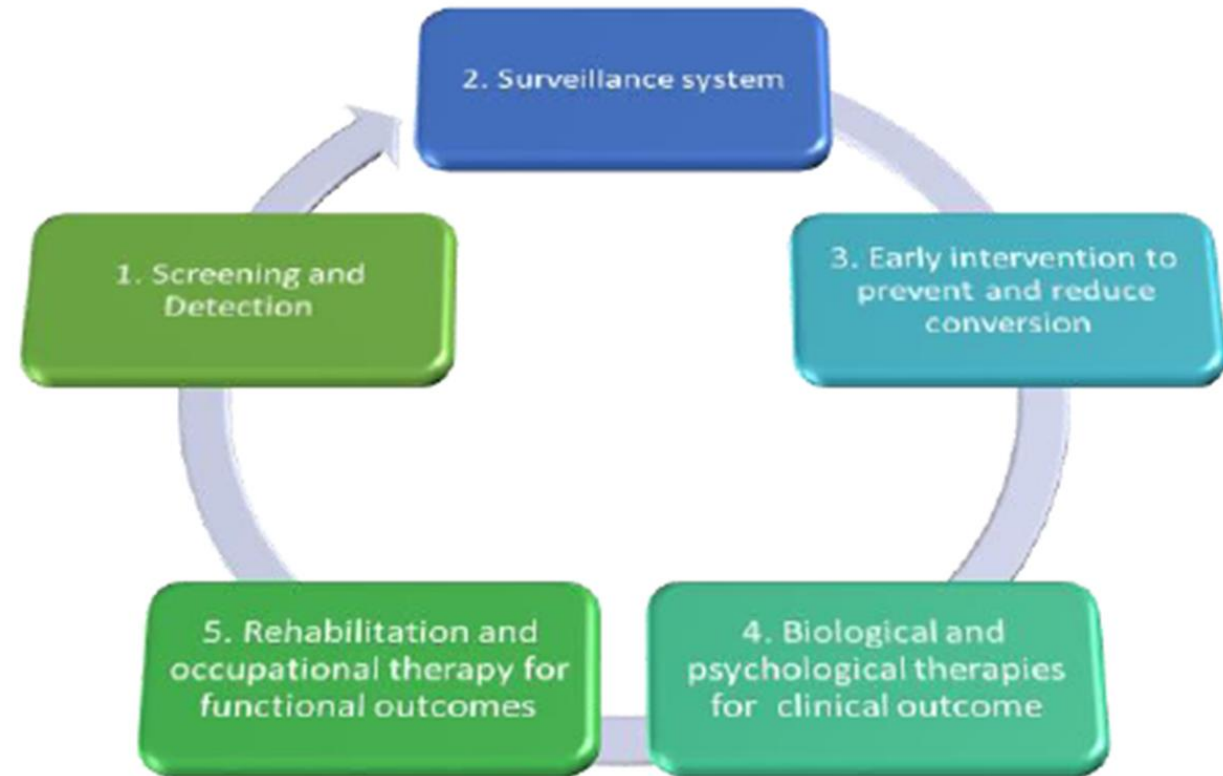 2. Surveillance system
1. Screening and
Detection
3. Early intervention to
prevent and reduce
conversion
5. Rehabilitation and
occupational therapy for
functional outcomes
4. Biological and
psychological therapies
for clinical outcome